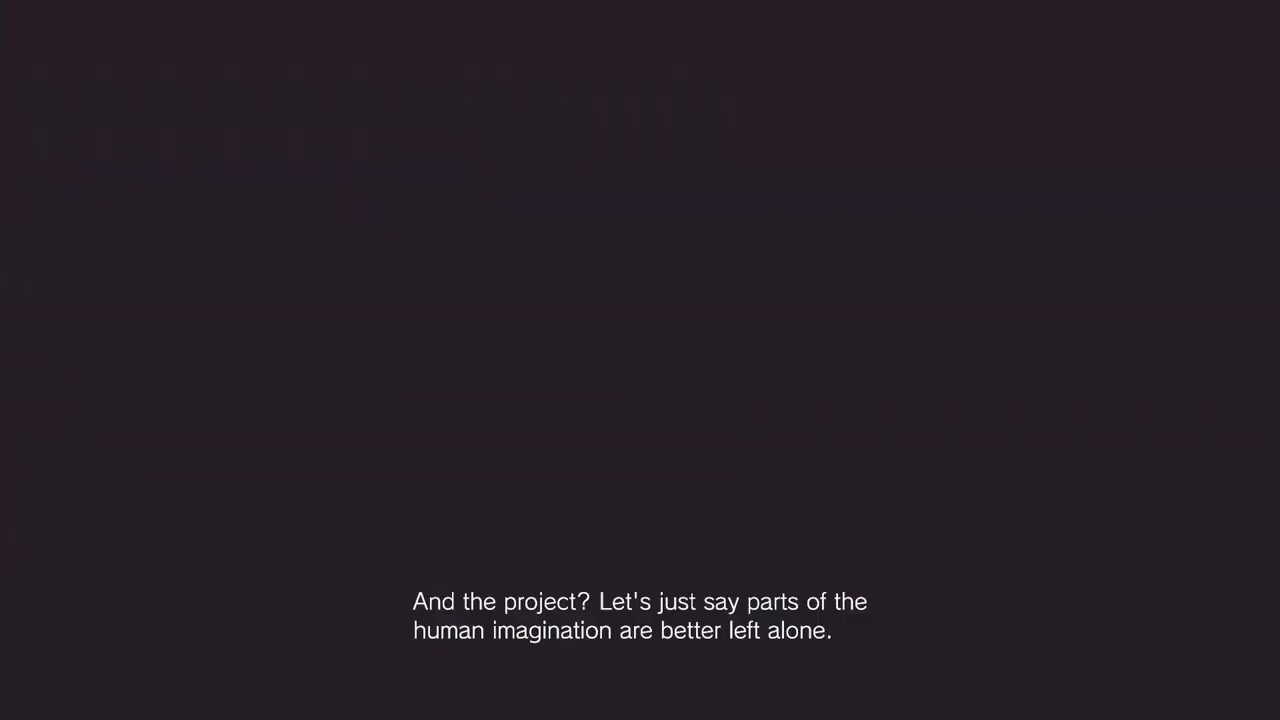 And the project? Let's just say parts of the
human imagination are better left alone.